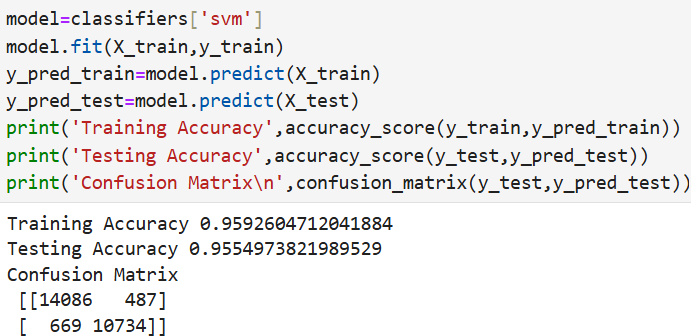 model=classifiers['svm']
model.fit(X_train,y_train)
y_pred_train=model.predict(X_train)
y_pred_test=model.predict(X_test)
print('Training Accuracy',accuracy_score(y_train,y_pred_train))
print('Testing Accuracy',accuracy_score(y_test,y_pred_test))
print('Confusion Matrix\n',confusion_matrix(y_test,y_pred_test))
Training Accuracy 0.9592604712041884
Testing Accuracy 0.9554973821989529
Confusion Matrix
[[14086   487]
[  669 10734]]